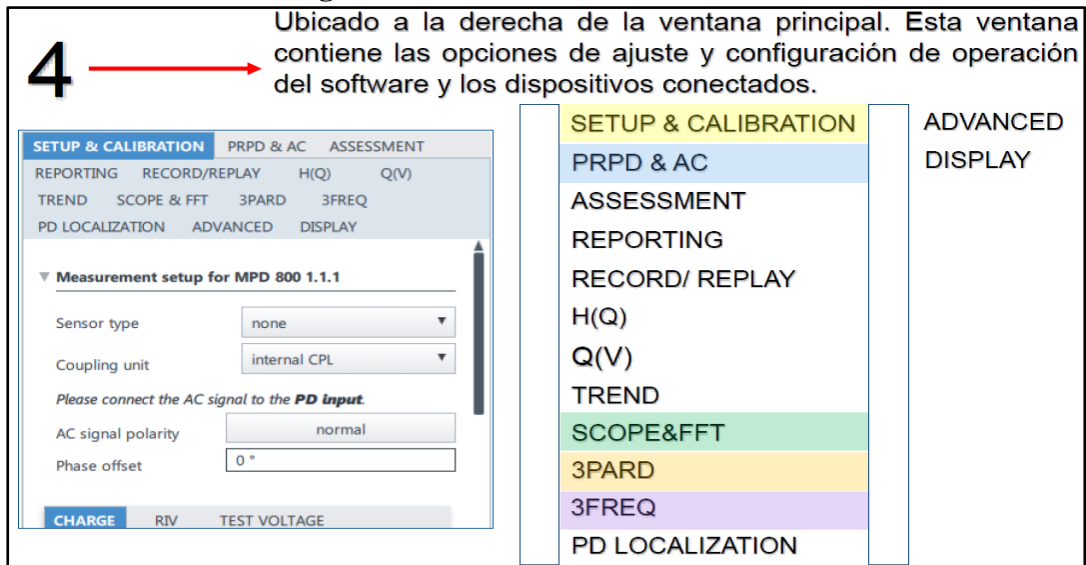 4
Ubicado a la derecha de la ventana principal. Esta ventana
contiene las opciones de ajuste y configuración de operación
del software y los dispositivos conectados.
SETUP & CALIBRATION PRPD & AC ASSESSMENT
REPORTING RECORD/REPLAY H(Q) Q(V)
TREND SCOPE & FFT 3PARD 3FREQ
PD LOCALIZATION ADVANCED DISPLAY
Measurement setup for MPD 800 1.1.1
Sensor type none
Coupling unit internal CPL
Please connect the AC signal to the PD input.
AC signal polarity normal
Phase offset 0 °
CHARGE RIV TEST VOLTAGE
SETUP & CALIBRATION
PRPD & AC
ASSESSMENT
REPORTING
RECORD/ REPLAY
H(Q)
Q(V)
TREND
SCOPE&FFT
3PARD
3FREQ
PD LOCALIZATION
ADVANCED
DISPLAY